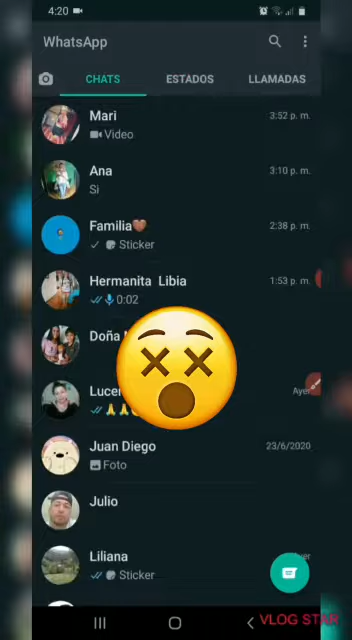 4:20
WhatsApp
CHATS ESTADOS LLAMADAS
Mari 3:52 p. m.
Video
Ana 3:10 p. m.
Si
Familia🤎 2:38 p. m.
Sticker
Hermanita Libia 1:53 p. m.
0:02
Doña
Ayer
🙏🙏
Juan Diego 23/6/2020
Foto
Julio
Liliana
Sticker
VLOG STAR